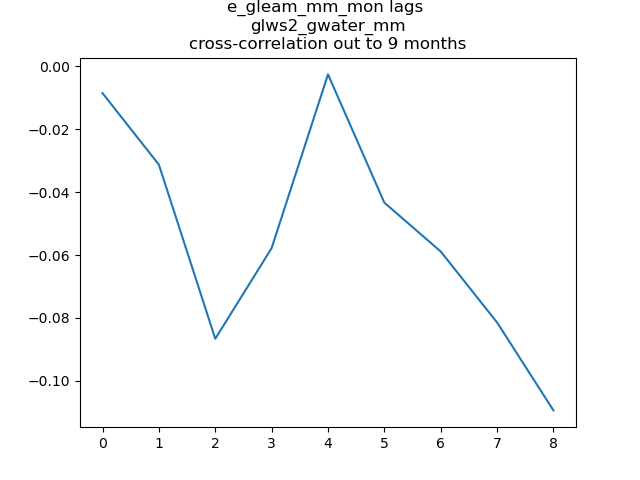 e_gleam_mm_mon lags
glws2_gwater_mm
cross-correlation out to 9 months
0.00
−0.02
−0.04
−0.06
−0.08
−0.10
0 1 2 3 4 5 6 7 8